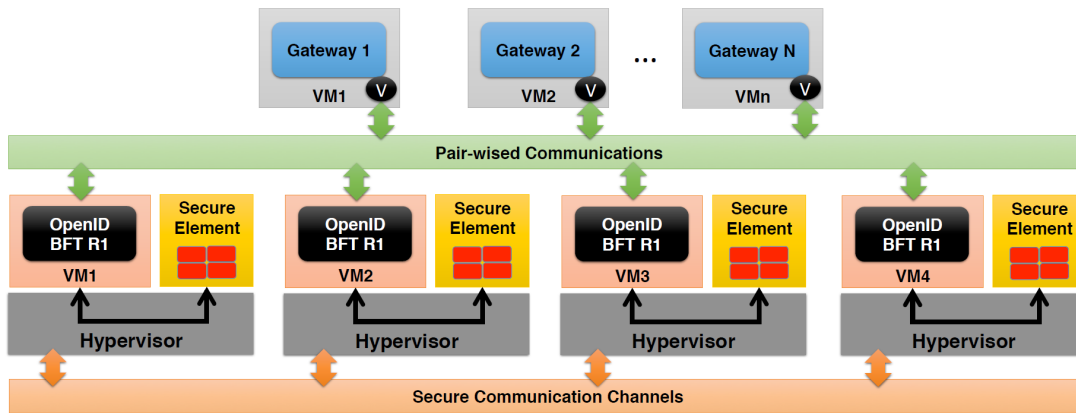 Gateway 1
Gateway 2
...
Gateway N
VM1
V
VM2
V
VMn
V
Pair-wised Communications
OpenID
BFT R1
VM1
Secure
Element
OpenID
BFT R1
VM2
Secure
Element
OpenID
BFT R1
VM3
Secure
Element
OpenID
BFT R1
VM4
Secure
Element
Hypervisor
Hypervisor
Hypervisor
Hypervisor
Secure Communication Channels